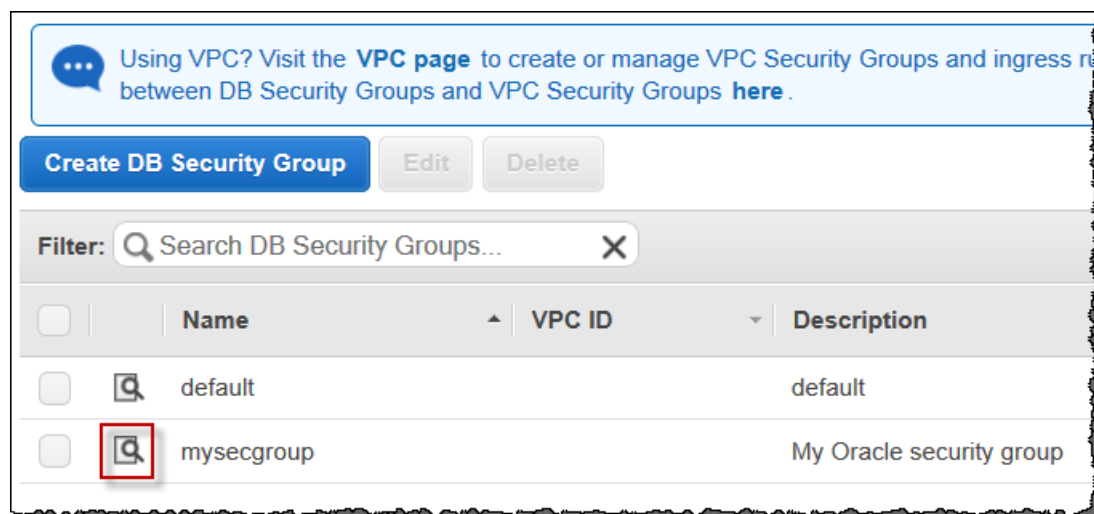 Using VPC? Visit the VPC page to create or manage VPC Security Groups and ingress
between DB Security Groups and VPC Security Groups here .
Create DB Security Group Edit Delete
Filter: Search DB Security Groups...
Name VPC ID Description
default default
mysecgroup My Oracle security group